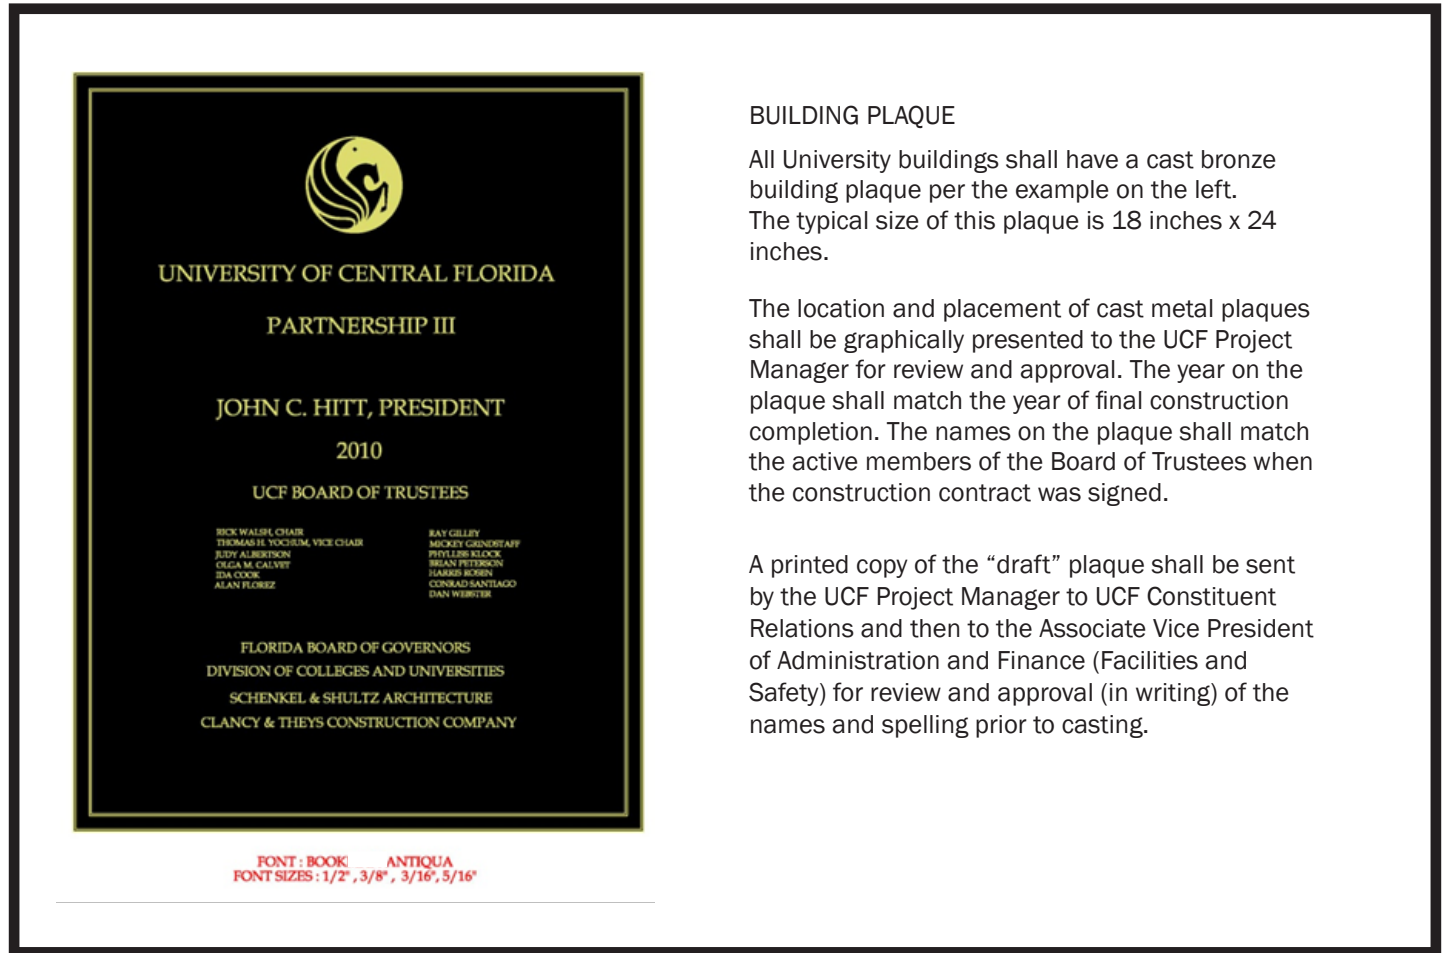 UNIVERSITY OF CENTRAL FLORIDA
PARTNERSHIP III
JOHN C. HITT, PRESIDENT
2010
UCF BOARD OF TRUSTEES
RICK WALSH, CHAIR
THOMAS H. YOCHUM, VICE CHAIR
JUDY ALBERTSON
OLGA M. CALVET
IDA COOK
ALAN FLOREZ
RAY GILLEY
MICKEY GRINDSTAFF
PHYLLISS KLOCK
BRIAN PETERSON
HARRIS ROSEN
CONRAD SANTIAGO
DAN WEBSTER
FLORIDA BOARD OF GOVERNORS
DIVISION OF COLLEGES AND UNIVERSITIES
SCHENKEL & SHULTZ ARCHITECTURE
CLANCY & THEYS CONSTRUCTION COMPANY
FONT : BOOK ANTIQUA
FONT SIZES : 1/2" , 3/8" , 3/16", 5/16"
BUILDING PLAQUE
All University buildings shall have a cast bronze
building plaque per the example on the left.
The typical size of this plaque is 18 inches x 24
inches.
The location and placement of cast metal plaques
shall be graphically presented to the UCF Project
Manager for review and approval. The year on the
plaque shall match the year of final construction
completion. The names on the plaque shall match
the active members of the Board of Trustees when
the construction contract was signed.
A printed copy of the “draft” plaque shall be sent
by the UCF Project Manager to UCF Constituent
Relations and then to the Associate Vice President
of Administration and Finance (Facilities and
Safety) for review and approval (in writing) of the
names and spelling prior to casting.